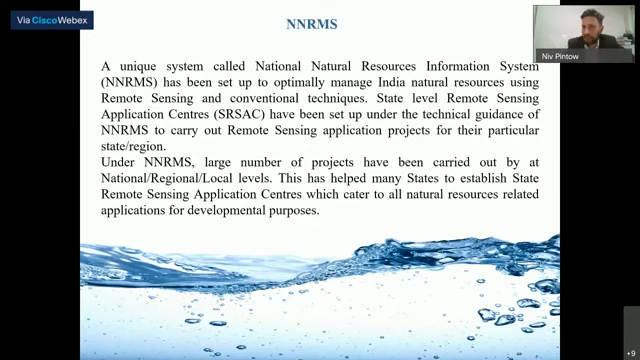 Via Cisco Webex
NNRMS
A unique system called National Natural Resources Information System
(NNRMS) has been set up to optimally manage India natural resources using
Remote Sensing and conventional techniques. State level Remote Sensing
Application Centres (SRSAC) have been set up under the technical guidance of
NNRMS to carry out Remote Sensing application projects for their particular
state/region.
Under NNRMS, large number of projects have been carried out by at
National/Regional/Local levels. This has helped many States to establish State
Remote Sensing Application Centres which cater to all natural resources related
applications for developmental purposes.
Niv Pintow
+9